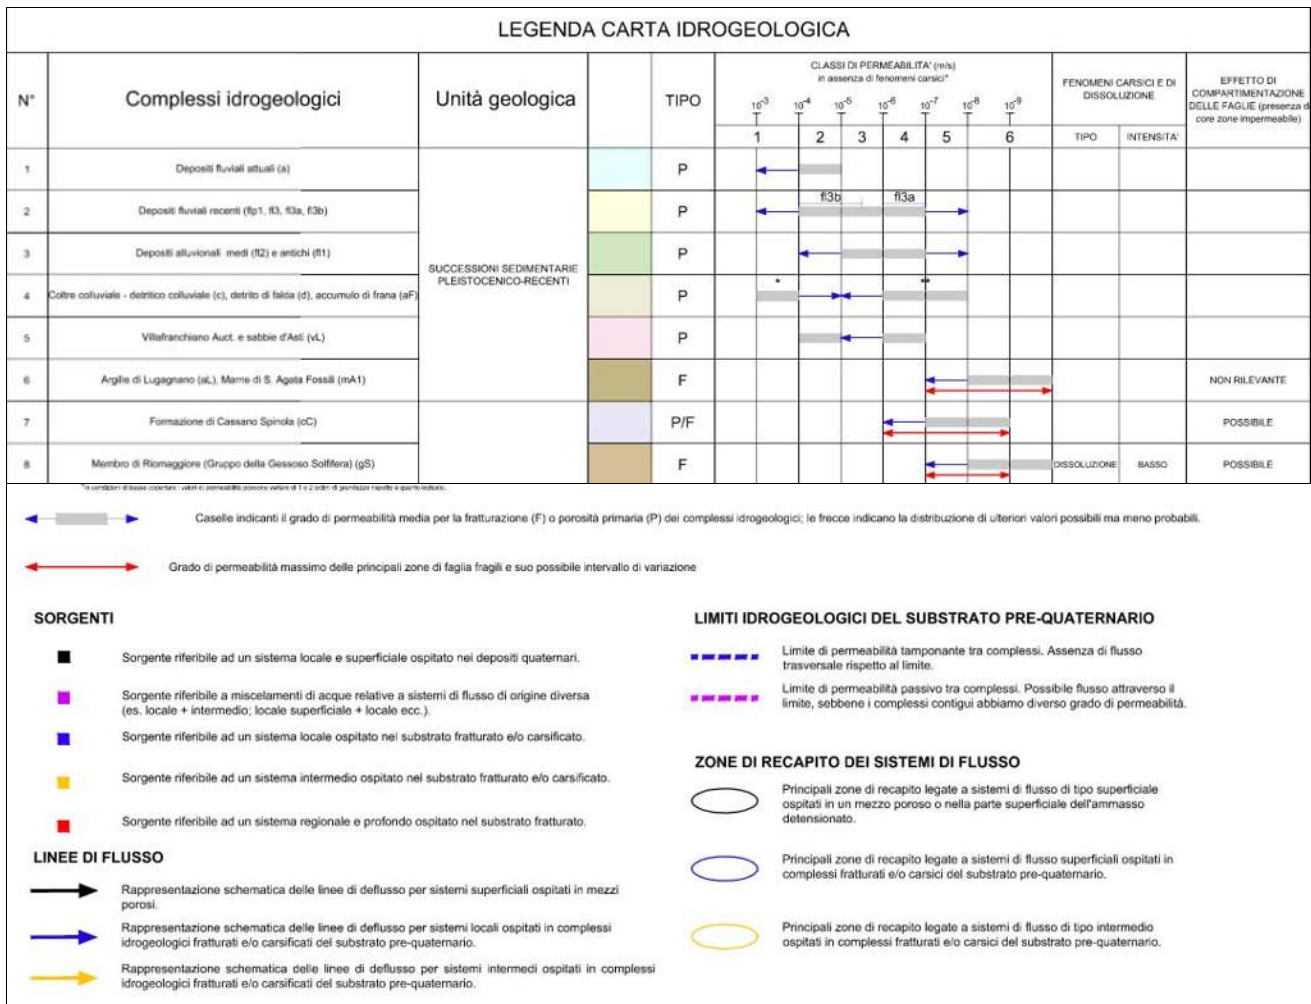 LEGENDA CARTA IDROGEOLOGICA
N°
Complessi idrogeologici
Unità geologica
TIPO
CLASSI DI PERMEABILITA' (m/s)
in assenza di fenomeni carsici*
10-3 10-4 10-5 10-6 10-7 10-8 10-9
1 2 3 4 5 6
FENOMENI CARSICI E DI
DISSOLUZIONE
TIPO INTENSITA'
EFFETTO DI
COMPARTIMENTAZIONE
DELLE FAGLIE (presenza d
core zone impermeabile)
1 Depositi fluviali attuali (a) P
2 Depositi fluviali recenti (flp1, fl3, fl3a, fl3b) P fl3b fl3a
3 Depositi alluvionali medi (fl2) e antichi (fl1) P
SUCCESSIONI SEDIMENTARIE
PLEISTOCENICO-RECENTI
4 Coltre colluviale - detritico colluviale (c), detrito di falda (d), accumulo di frana (aF) P * **
5 Villafranchiano Auct. e sabbie d'Asti (vL) P
6 Argille di Lugagnano (aL), Marne di S. Agata Fossili (mA1) F NON RILEVANTE
7 Formazione di Cassano Spinola (cC) P/F POSSIBILE
8 Membro di Riomaggiore (Gruppo della Gessoso Solfifera) (gS) F DISSOLUZIONE BASSO POSSIBILE
*In condizioni di basse coperture i valori di permeabilità possono variare di 1 o 2 ordini di grandezza rispetto a quanto indicato.
Caselle indicanti il grado di permeabilità media per la fratturazione (F) o porosità primaria (P) dei complessi idrogeologici; le frecce indicano la distribuzione di ulteriori valori possibili ma meno probabili.
Grado di permeabilità massimo delle principali zone di faglia fragili e suo possibile intervallo di variazione
SORGENTI
Sorgente riferibile ad un sistema locale e superficiale ospitato nei depositi quaternari.
Sorgente riferibile a miscelamenti di acque relative a sistemi di flusso di origine diversa
(es. locale + intermedio; locale superficiale + locale ecc.).
Sorgente riferibile ad un sistema locale ospitato nel substrato fratturato e/o carsificato.
Sorgente riferibile ad un sistema intermedio ospitato nel substrato fratturato e/o carsificato.
Sorgente riferibile ad un sistema regionale e profondo ospitato nel substrato fratturato.
LINEE DI FLUSSO
Rappresentazione schematica delle linee di deflusso per sistemi superficiali ospitati in mezzi
porosi.
Rappresentazione schematica delle linee di deflusso per sistemi locali ospitati in complessi
idrogeologici fratturati e/o carsificati del substrato pre-quaternario.
Rappresentazione schematica delle linee di deflusso per sistemi intermedi ospitati in complessi
idrogeologici fratturati e/o carsificati del substrato pre-quaternario.
LIMITI IDROGEOLOGICI DEL SUBSTRATO PRE-QUATERNARIO
Limite di permeabilità tamponante tra complessi. Assenza di flusso
trasversale rispetto al limite.
Limite di permeabilità passivo tra complessi. Possibile flusso attraverso il
limite, sebbene i complessi contigui abbiamo diverso grado di permeabilità.
ZONE DI RECAPITO DEI SISTEMI DI FLUSSO
Principali zone di recapito legate a sistemi di flusso di tipo superficiale
ospitati in un mezzo poroso o nella parte superficiale dell'ammasso
detensionato.
Principali zone di recapito legate a sistemi di flusso superficiali ospitati in
complessi fratturati e/o carsici del substrato pre-quaternario.
Principali zone di recapito legate a sistemi di flusso di tipo intermedio
ospitati in complessi fratturati e/o carsici del substrato pre-quaternario.